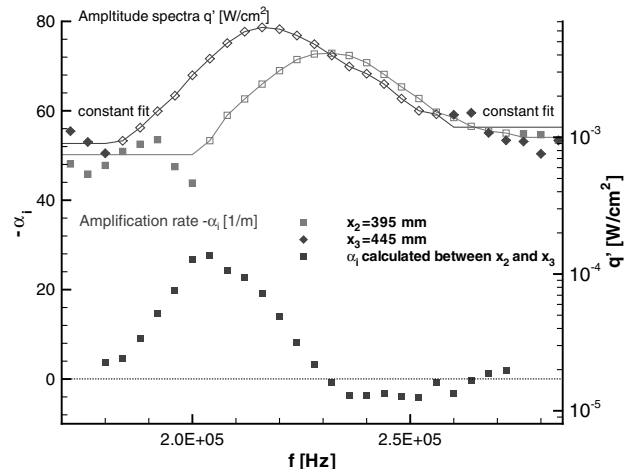 Ampltitude spectra q' [W/cm²]
80
60
40
20
0
constant fit
constant fit
10⁻³
10⁻⁴
10⁻⁵
Amplification rate -αᵢ [1/m]
x₂=395 mm
x₃=445 mm
αᵢ calculated between x₂ and x₃
-αᵢ
q' [W/cm²]
2.0E+05
2.5E+05
f [Hz]